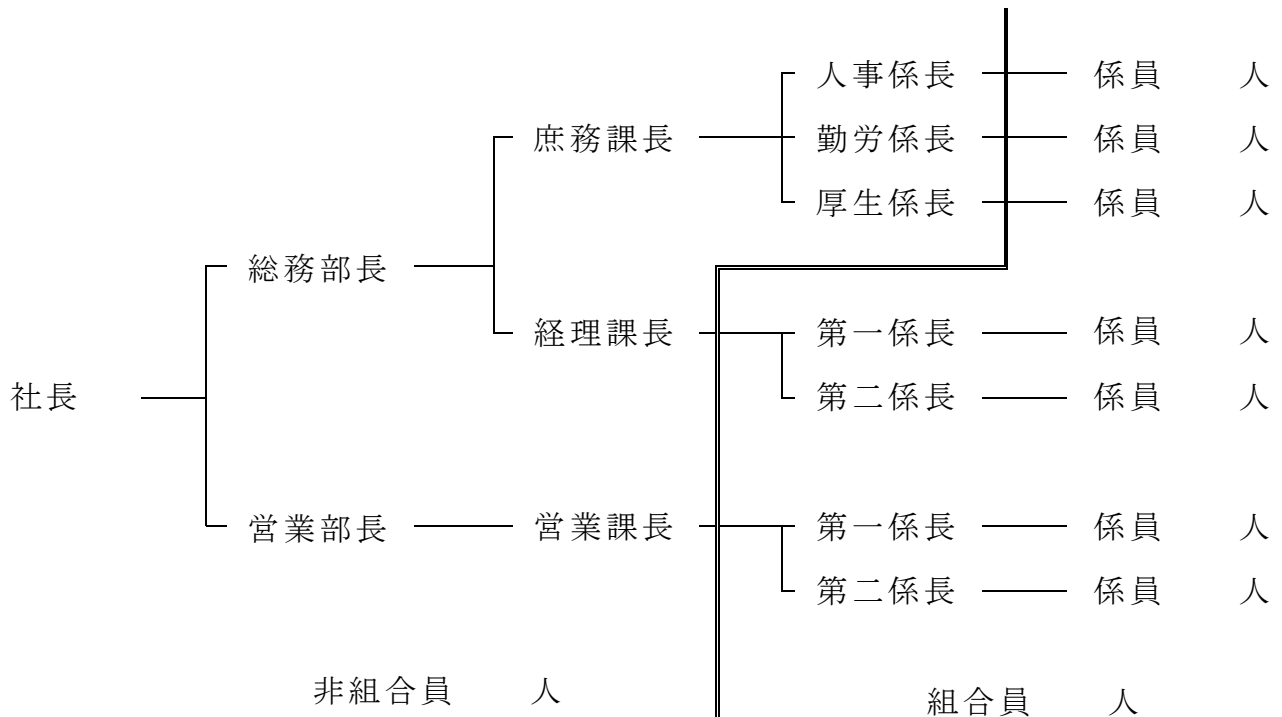 人事係長 係員 人
庶務課長 勤労係長 係員 人
厚生係長 係員 人
総務部長
経理課長 第一係長 係員 人
社長 第二係長 係員 人
営業部長 営業課長 第一係長 係員 人
第二係長 係員 人
非組合員 人 組合員 人